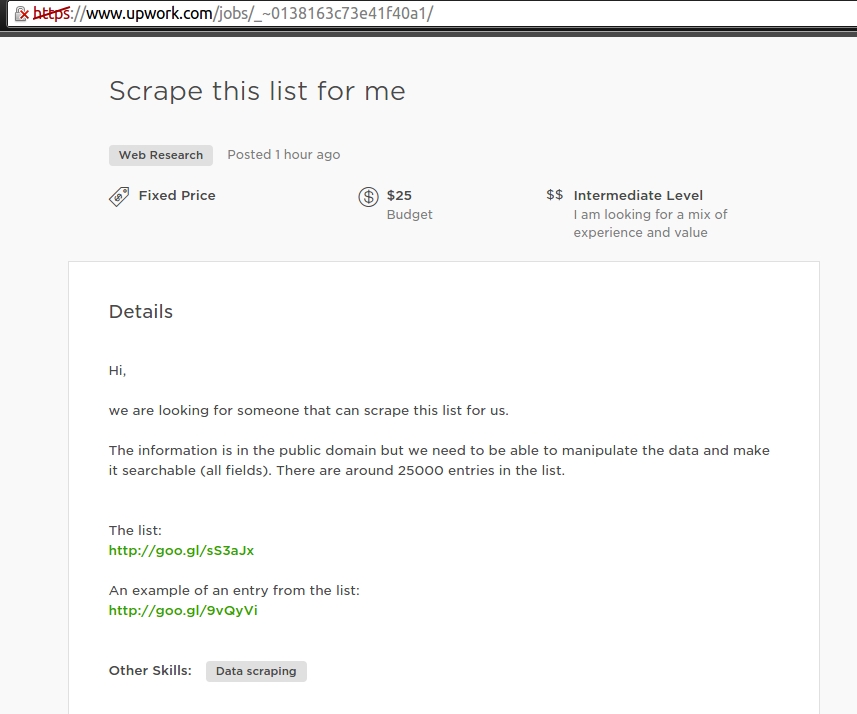 https://www.upwork.com/jobs/_~0138163c73e41f40a1/
Scrape this list for me
Web Research Posted 1 hour ago
Fixed Price $25 $$ Intermediate Level
Budget I am looking for a mix of
experience and value
Details
Hi,
we are looking for someone that can scrape this list for us.
The information is in the public domain but we need to be able to manipulate the data and make
it searchable (all fields). There are around 25000 entries in the list.
The list:
http://goo.gl/sS3aJx
An example of an entry from the list:
http://goo.gl/9vQyVi
Other Skills: Data scraping